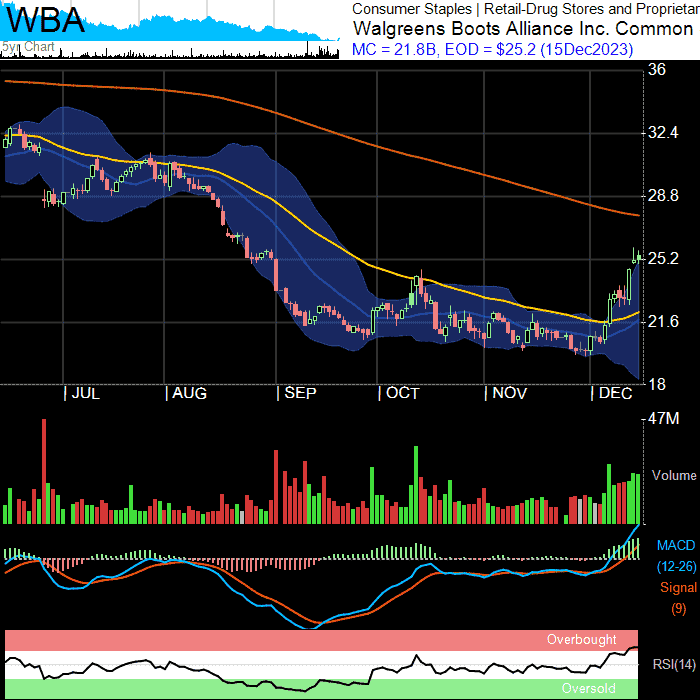 WBA
5yr Chart
Consumer Staples | Retail-Drug Stores and Proprietar
Walgreens Boots Alliance Inc. Common
MC = 21.8B, EOD = $25.2 (15Dec2023)
36
32.4
28.8
25.2
21.6
18
| JUL | AUG | SEP | OCT | NOV | DEC
47M
Volume
MACD
(12-26)
Signal
(9)
Overbought
RSI(14)
Oversold